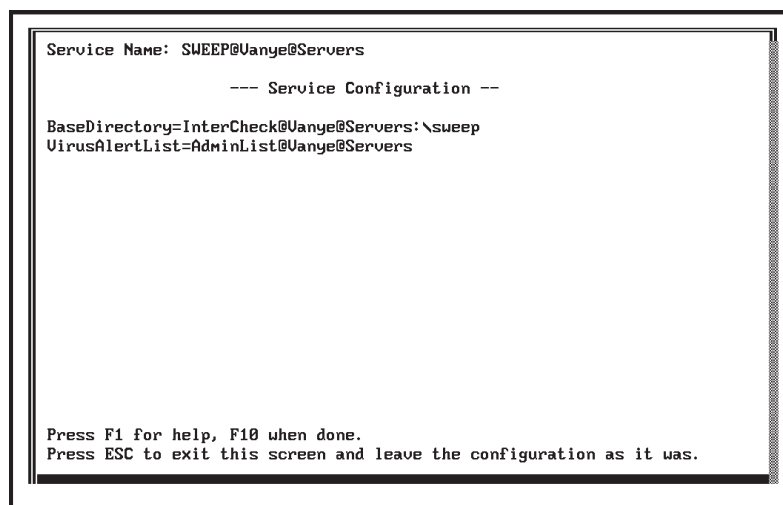 Service Name: SWEEP@Vanye@Servers
--- Service Configuration --
BaseDirectory=InterCheck@Vanye@Servers:\sweep
VirusAlertList=AdminList@Vanye@Servers
Press F1 for help, F10 when done.
Press ESC to exit this screen and leave the configuration as it was.